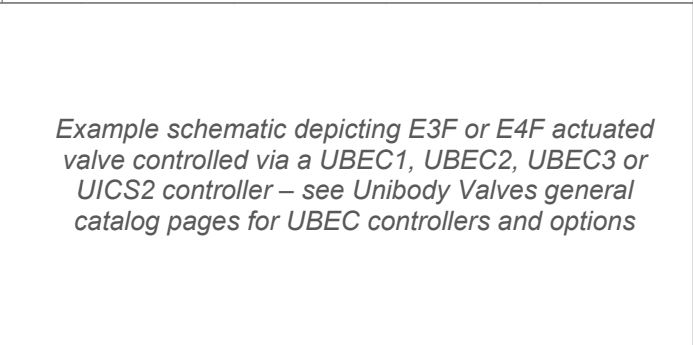 Example schematic depicting E3F or E4F actuated
valve controlled via a UBEC1, UBEC2, UBEC3 or
UICS2 controller – see Unibody Valves general
catalog pages for UBEC controllers and options